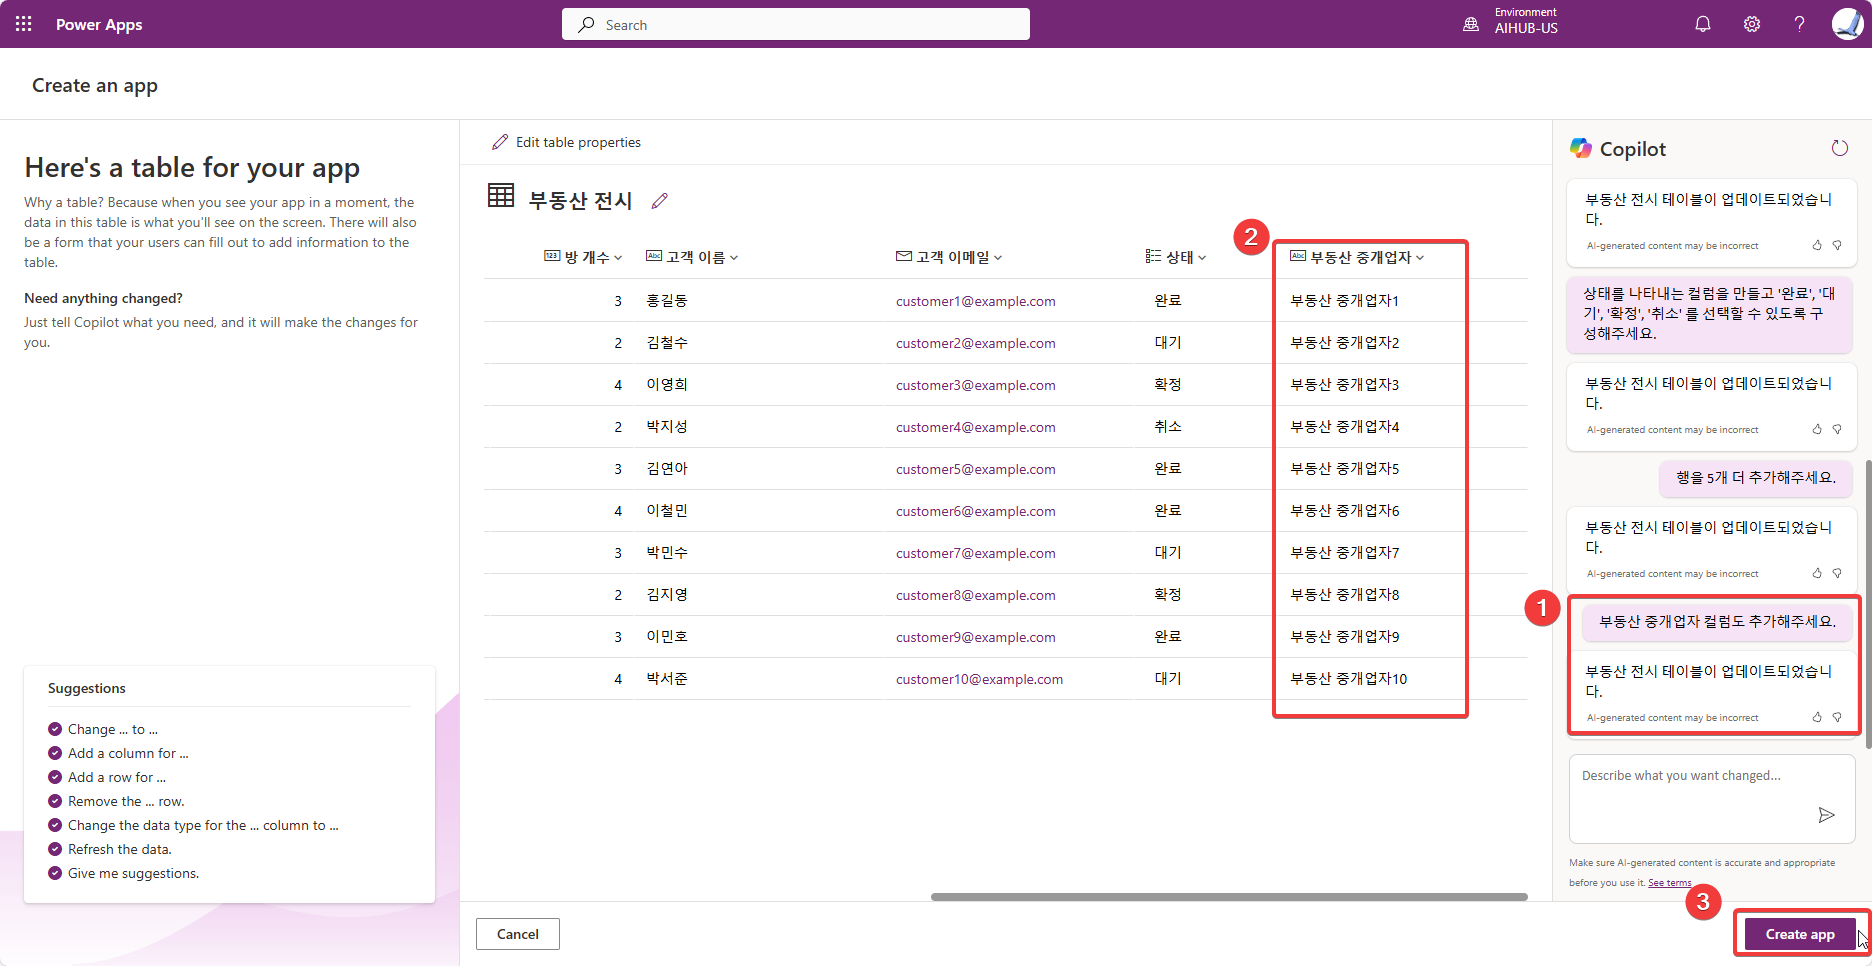 Power Apps
Search
Environment
AIHUB-US
Create an app
Here's a table for your app
Why a table? Because when you see your app in a moment, the
data in this table is what you'll see on the screen. There will also
be a form that your users can fill out to add information to the
table.
Need anything changed?
Just tell Copilot what you need, and it will make the changes for
you.
Suggestions
Change ... to ...
Add a column for ...
Add a row for ...
Remove the ... row.
Change the data type for the ... column to ...
Refresh the data.
Give me suggestions.
Edit table properties
부동산 전시
2
123 방 개수 Abc 고객 이름 고객 이메일 상태 Abc 부동산 중개업자
3 홍길동 customer1@example.com 완료 부동산 중개업자1
2 김철수 customer2@example.com 대기 부동산 중개업자2
4 이영희 customer3@example.com 확정 부동산 중개업자3
2 박지성 customer4@example.com 취소 부동산 중개업자4
3 김연아 customer5@example.com 완료 부동산 중개업자5
4 이철민 customer6@example.com 완료 부동산 중개업자6
3 박민수 customer7@example.com 대기 부동산 중개업자7
2 김지영 customer8@example.com 확정 부동산 중개업자8
3 이민호 customer9@example.com 완료 부동산 중개업자9
4 박서준 customer10@example.com 대기 부동산 중개업자10
Cancel
Copilot
부동산 전시 테이블이 업데이트되었습니
다.
AI-generated content may be incorrect
상태를 나타내는 컬럼을 만들고 '완료', '대
기', '확정', '취소' 를 선택할 수 있도록 구
성해주세요.
부동산 전시 테이블이 업데이트되었습니
다.
AI-generated content may be incorrect
행을 5개 더 추가해주세요.
부동산 전시 테이블이 업데이트되었습니
다.
AI-generated content may be incorrect
1
부동산 중개업자 컬럼도 추가해주세요.
부동산 전시 테이블이 업데이트되었습니
다.
AI-generated content may be incorrect
Describe what you want changed...
Make sure AI-generated content is accurate and appropriate
before you use it. See terms
3
Create app